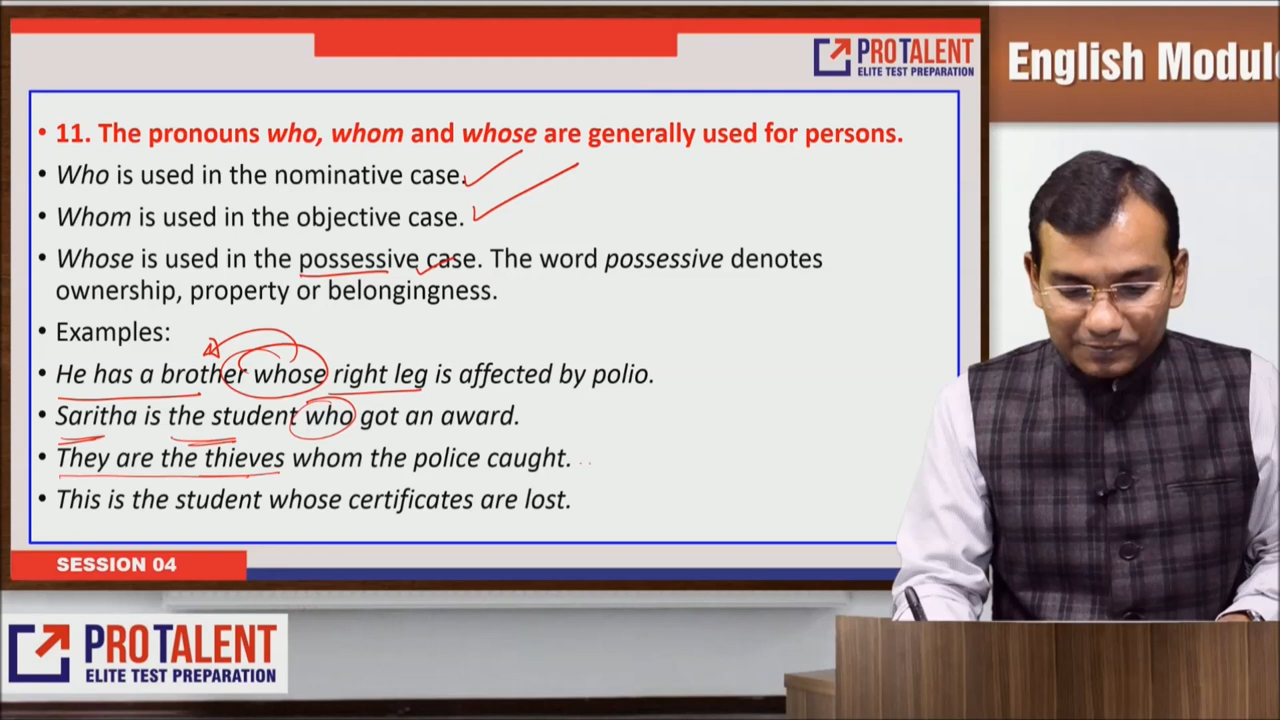 PROTALENT
ELITE TEST PREPARATION
English Module
• 11. The pronouns who, whom and whose are generally used for persons.
• Who is used in the nominative case.
• Whom is used in the objective case.
• Whose is used in the possessive case. The word possessive denotes
ownership, property or belongingness.
• Examples:
• He has a brother whose right leg is affected by polio.
• Saritha is the student who got an award.
• They are the thieves whom the police caught.
• This is the student whose certificates are lost.
SESSION 04
PROTALENT
ELITE TEST PREPARATION